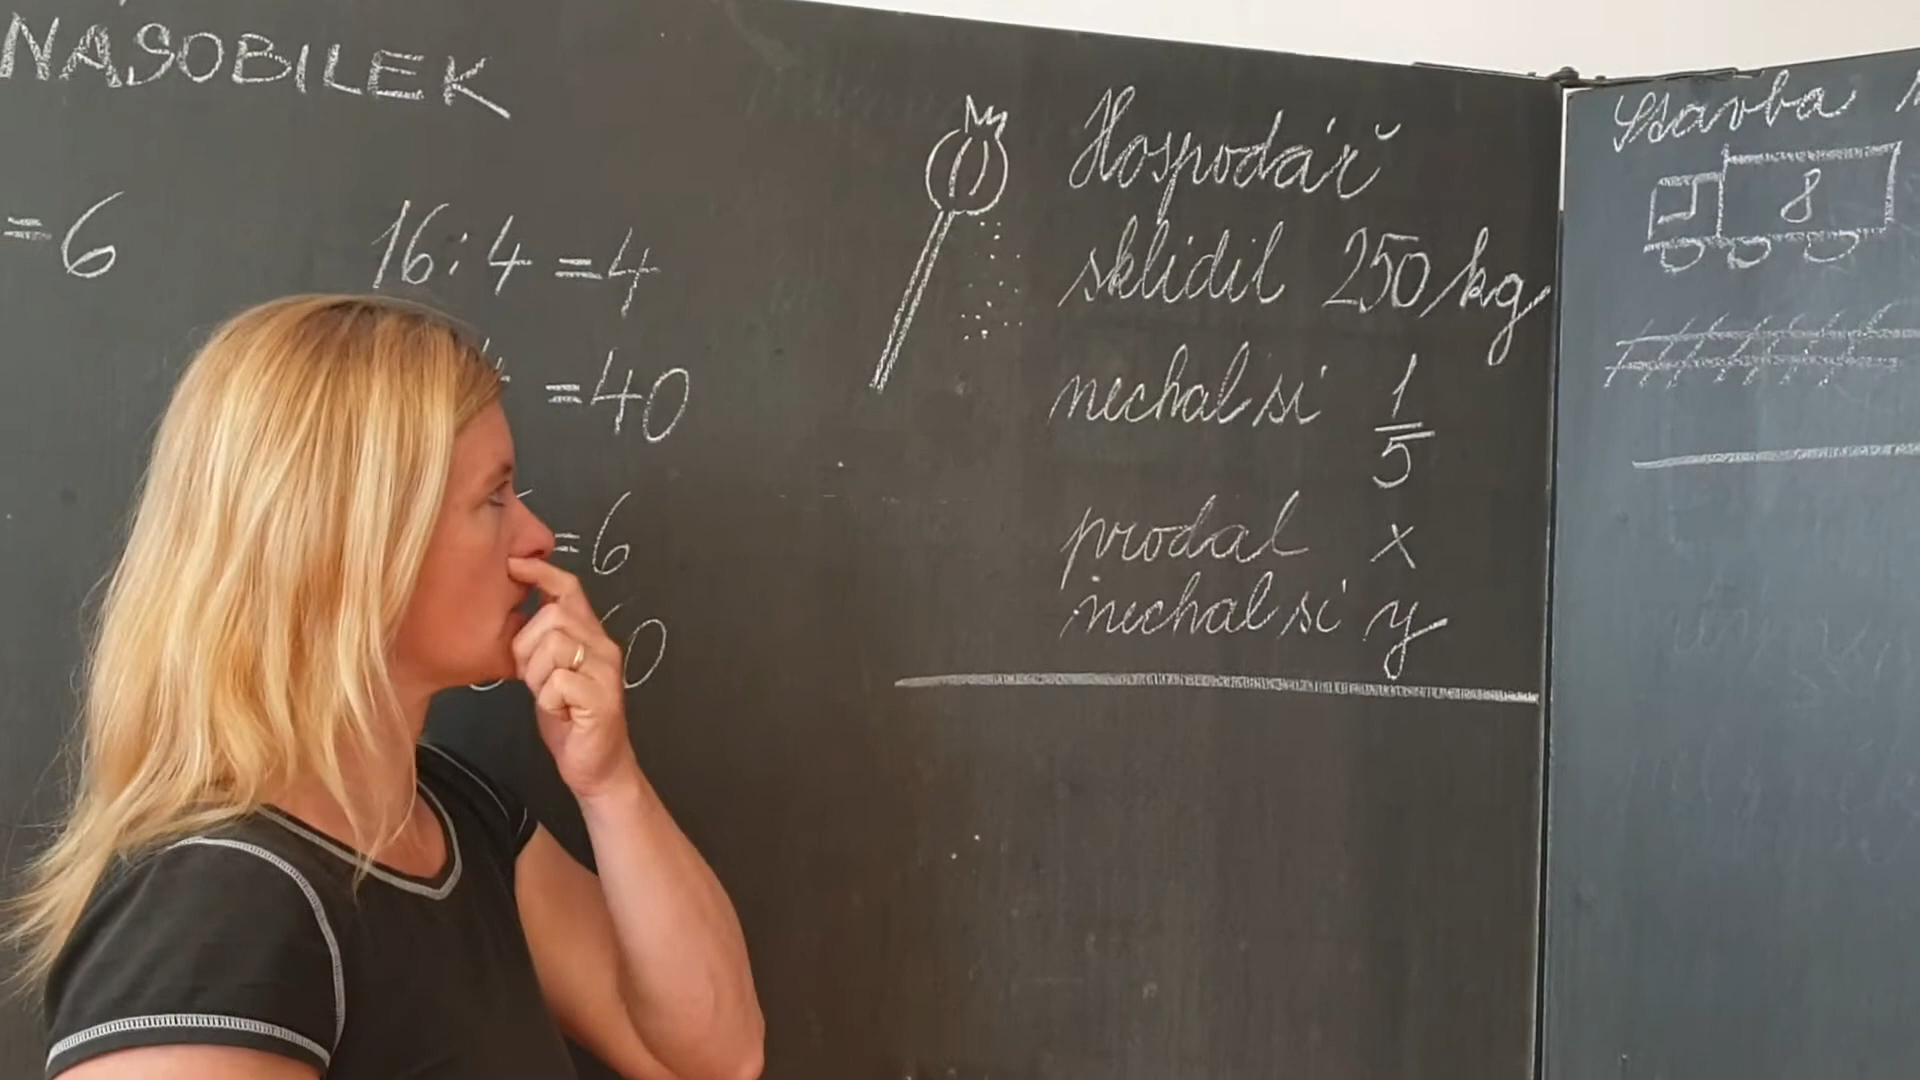 NÁSOBILEK
=6
16:4=4
=40
=6
60
Hospodář
sklidil 250 kg
nechal si 1/5
prodal x
nechal si y
Stavba
8